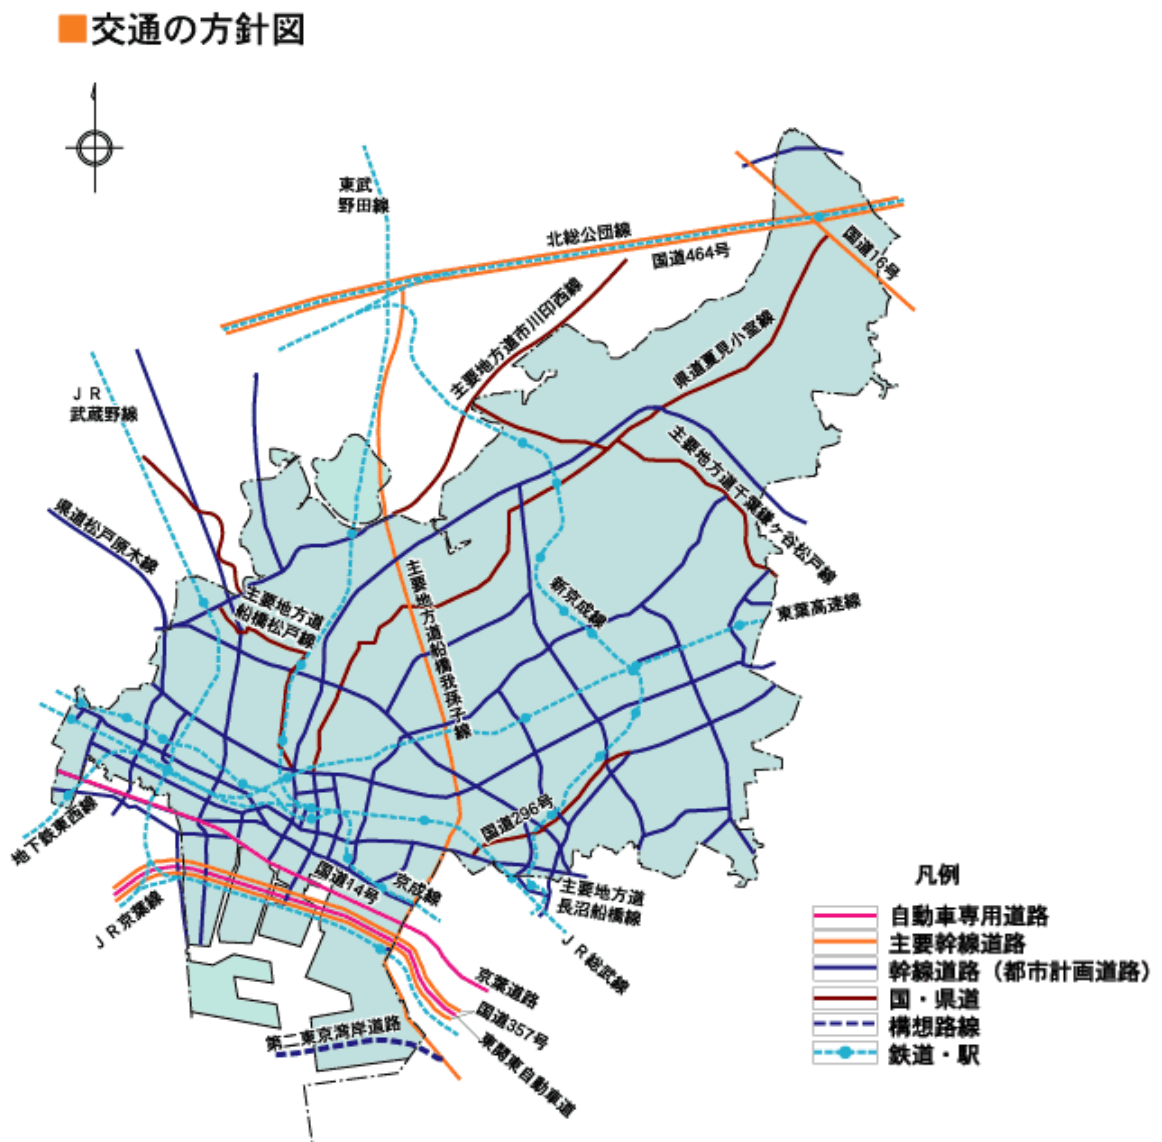 ■交通の方針図
東武
野田線
北総公団線
国道464号
国道16号
主要地方道市川印西線
県道夏見小室線
JR
武蔵野線
主要地方道千葉鎌ケ谷松戸線
県道松戸原木線
主要地方道
船橋松戸線
主要地方道船橋我孫子線
新京成線
東葉高速線
地下鉄東西線
国道296号
国道14号
京成線
主要地方道
長沼船橋線
JR京葉線
JR総武線
京葉道路
国道357号
第二東京湾岸道路
東関東自動車道
凡例
自動車専用道路
主要幹線道路
幹線道路(都市計画道路)
国・県道
構想路線
鉄道・駅